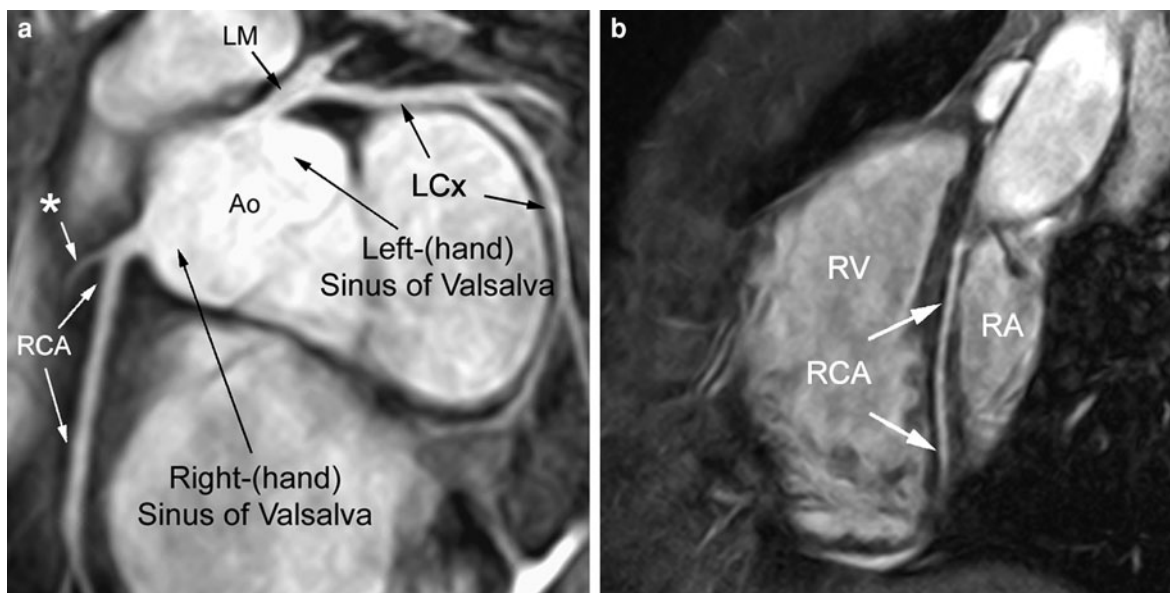 a
LM
LCx
Ao
*
Left-(hand)
Sinus of Valsalva
RCA
Right-(hand)
Sinus of Valsalva
b
RV
RA
RCA